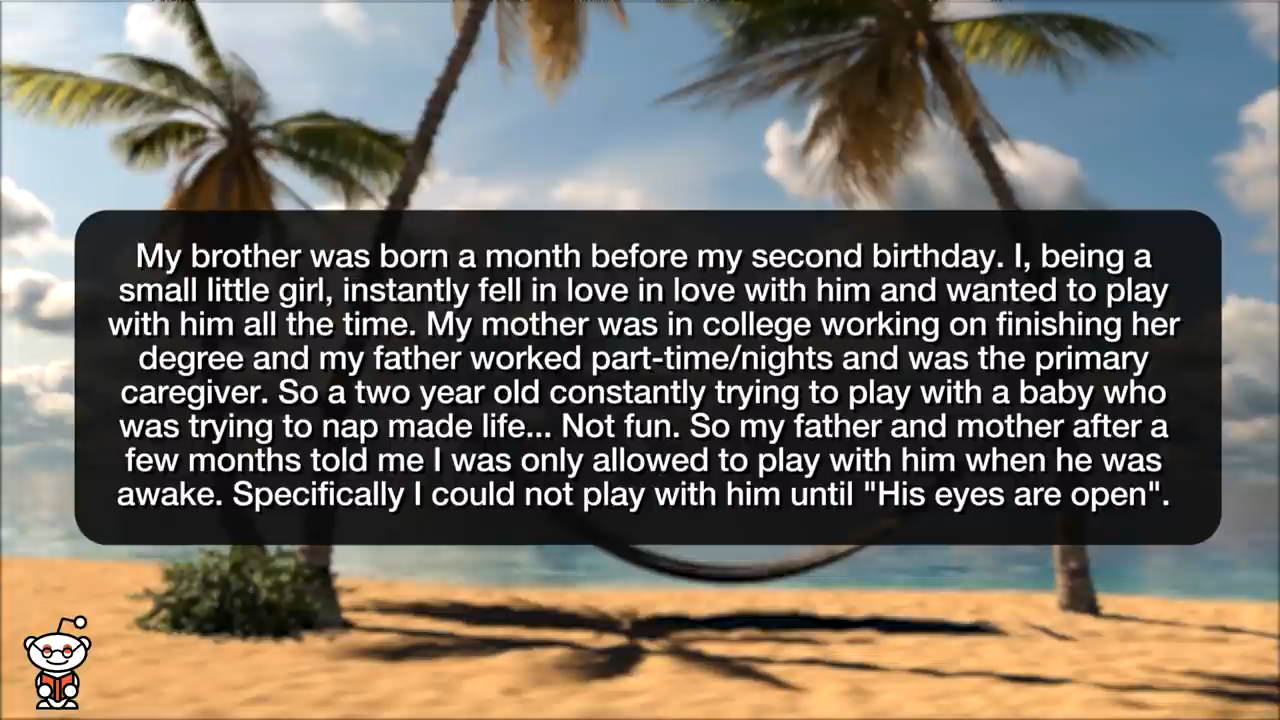 My brother was born a month before my second birthday. I, being a
small little girl, instantly fell in love in love with him and wanted to play
with him all the time. My mother was in college working on finishing her
degree and my father worked part-time/nights and was the primary
caregiver. So a two year old constantly trying to play with a baby who
was trying to nap made life... Not fun. So my father and mother after a
few months told me I was only allowed to play with him when he was
awake. Specifically I could not play with him until "His eyes are open".